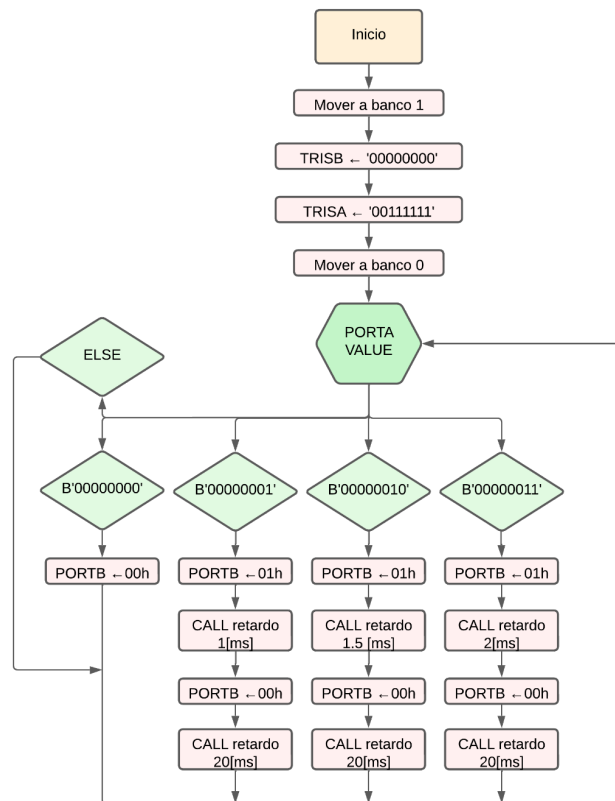 Inicio
Mover a banco 1
TRISB ← '00000000'
TRISA ← '00111111'
Mover a banco 0
PORTA
VALUE
ELSE
B'00000000'
B'00000001'
B'00000010'
B'00000011'
PORTB ←00h
PORTB ←01h
PORTB ←01h
PORTB ←01h
CALL retardo
1[ms]
CALL retardo
1.5 [ms]
CALL retardo
2[ms]
PORTB ←00h
PORTB ←00h
PORTB ←00h
CALL retardo
20[ms]
CALL retardo
20[ms]
CALL retardo
20[ms]